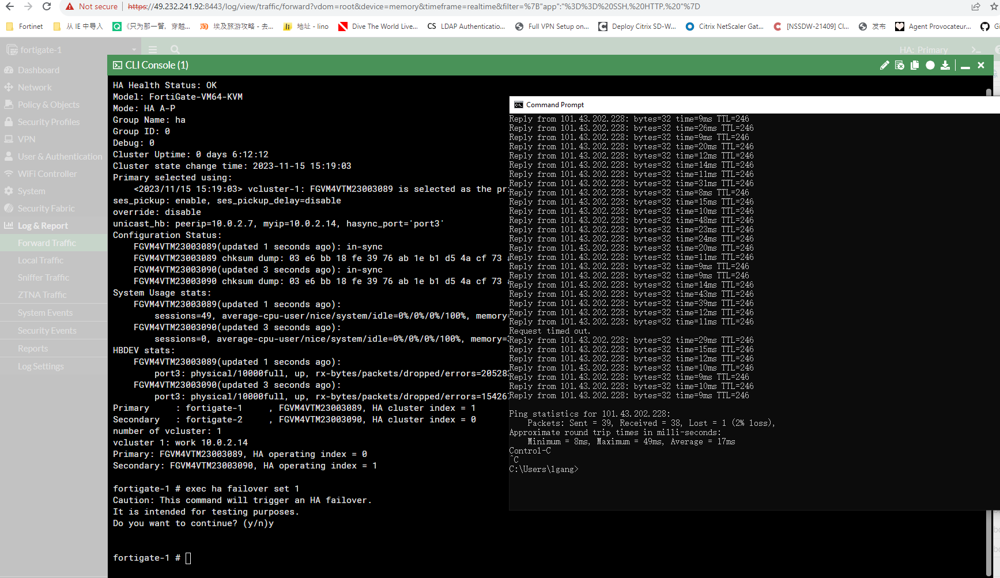 Not secure https://49.232.241.92:8443/log/view/traffic/forward?vdom=root&device=memory&timeframe=realtime&filter=%7B"app":"%3D%3D%20SSH,%20HTTP,%20"%7D
Fortinet 从 IE 中导入 《只为那一瞥，穿越... 埃及旅游攻略 - 去... 地址 - lino Dive The World Live... CS LDAP Authenticatio... Full VPN Setup on... Deploy Citrix SD-W... Citrix NetScaler Gat... [NSSDW-21409] Cl... 发布 Agent Provocateur...
fortigate-1
HA: Primary
Dashboard
Network
Policy & Objects
Security Profiles
VPN
User & Authentication
WiFi Controller
System
Security Fabric
Log & Report
Forward Traffic
Local Traffic
Sniffer Traffic
ZTNA Traffic
System Events
Security Events
Reports
Log Settings
CLI Console (1)
HA Health Status: OK
Model: FortiGate-VM64-KVM
Mode: HA A-P
Group Name: ha
Group ID: 0
Debug: 0
Cluster Uptime: 0 days 6:12:12
Cluster state change time: 2023-11-15 15:19:03
Primary selected using:
<2023/11/15 15:19:03> vcluster-1: FGVM4VTM23003089 is selected as the pr
ses_pickup: enable, ses_pickup_delay=disable
override: disable
unicast_hb: peerip=10.0.2.7, myip=10.0.2.14, hasync_port='port3'
Configuration Status:
FGVM4VTM23003089(updated 1 seconds ago): in-sync
FGVM4VTM23003089 chksum dump: 03 e6 bb 18 fe 39 76 ab 1e b1 d5 4a cf 73
FGVM4VTM23003090(updated 3 seconds ago): in-sync
FGVM4VTM23003090 chksum dump: 03 e6 bb 18 fe 39 76 ab 1e b1 d5 4a cf 73
System Usage stats:
FGVM4VTM23003089(updated 1 seconds ago):
sessions=49, average-cpu-user/nice/system/idle=0%/0%/0%/100%, memory=
FGVM4VTM23003090(updated 3 seconds ago):
sessions=0, average-cpu-user/nice/system/idle=0%/0%/0%/100%, memory=
HBDEV stats:
FGVM4VTM23003089(updated 1 seconds ago):
port3: physical/10000full, up, rx-bytes/packets/dropped/errors=20528
FGVM4VTM23003090(updated 3 seconds ago):
port3: physical/10000full, up, rx-bytes/packets/dropped/errors=15426
Primary : fortigate-1 , FGVM4VTM23003089, HA cluster index = 1
Secondary : fortigate-2 , FGVM4VTM23003090, HA cluster index = 0
number of vcluster: 1
vcluster 1: work 10.0.2.14
Primary: FGVM4VTM23003089, HA operating index = 0
Secondary: FGVM4VTM23003090, HA operating index = 1
fortigate-1 # exec ha failover set 1
Caution: This command will trigger an HA failover.
It is intended for testing purposes.
Do you want to continue? (y/n)y
fortigate-1 #
Command Prompt
Reply from 101.43.202.228: bytes=32 time=9ms TTL=246
Reply from 101.43.202.228: bytes=32 time=26ms TTL=246
Reply from 101.43.202.228: bytes=32 time=9ms TTL=246
Reply from 101.43.202.228: bytes=32 time=20ms TTL=246
Reply from 101.43.202.228: bytes=32 time=12ms TTL=246
Reply from 101.43.202.228: bytes=32 time=14ms TTL=246
Reply from 101.43.202.228: bytes=32 time=11ms TTL=246
Reply from 101.43.202.228: bytes=32 time=31ms TTL=246
Reply from 101.43.202.228: bytes=32 time=8ms TTL=246
Reply from 101.43.202.228: bytes=32 time=15ms TTL=246
Reply from 101.43.202.228: bytes=32 time=10ms TTL=246
Reply from 101.43.202.228: bytes=32 time=48ms TTL=246
Reply from 101.43.202.228: bytes=32 time=23ms TTL=246
Reply from 101.43.202.228: bytes=32 time=24ms TTL=246
Reply from 101.43.202.228: bytes=32 time=20ms TTL=246
Reply from 101.43.202.228: bytes=32 time=11ms TTL=246
Reply from 101.43.202.228: bytes=32 time=9ms TTL=246
Reply from 101.43.202.228: bytes=32 time=9ms TTL=246
Reply from 101.43.202.228: bytes=32 time=14ms TTL=246
Reply from 101.43.202.228: bytes=32 time=43ms TTL=246
Reply from 101.43.202.228: bytes=32 time=39ms TTL=246
Reply from 101.43.202.228: bytes=32 time=12ms TTL=246
Reply from 101.43.202.228: bytes=32 time=11ms TTL=246
Request timed out.
Reply from 101.43.202.228: bytes=32 time=29ms TTL=246
Reply from 101.43.202.228: bytes=32 time=15ms TTL=246
Reply from 101.43.202.228: bytes=32 time=12ms TTL=246
Reply from 101.43.202.228: bytes=32 time=10ms TTL=246
Reply from 101.43.202.228: bytes=32 time=9ms TTL=246
Reply from 101.43.202.228: bytes=32 time=10ms TTL=246
Reply from 101.43.202.228: bytes=32 time=9ms TTL=246
Ping statistics for 101.43.202.228:
Packets: Sent = 39, Received = 38, Lost = 1 (2% loss),
Approximate round trip times in milli-seconds:
Minimum = 8ms, Maximum = 49ms, Average = 17ms
Control-C
^C
C:\Users\lgang>